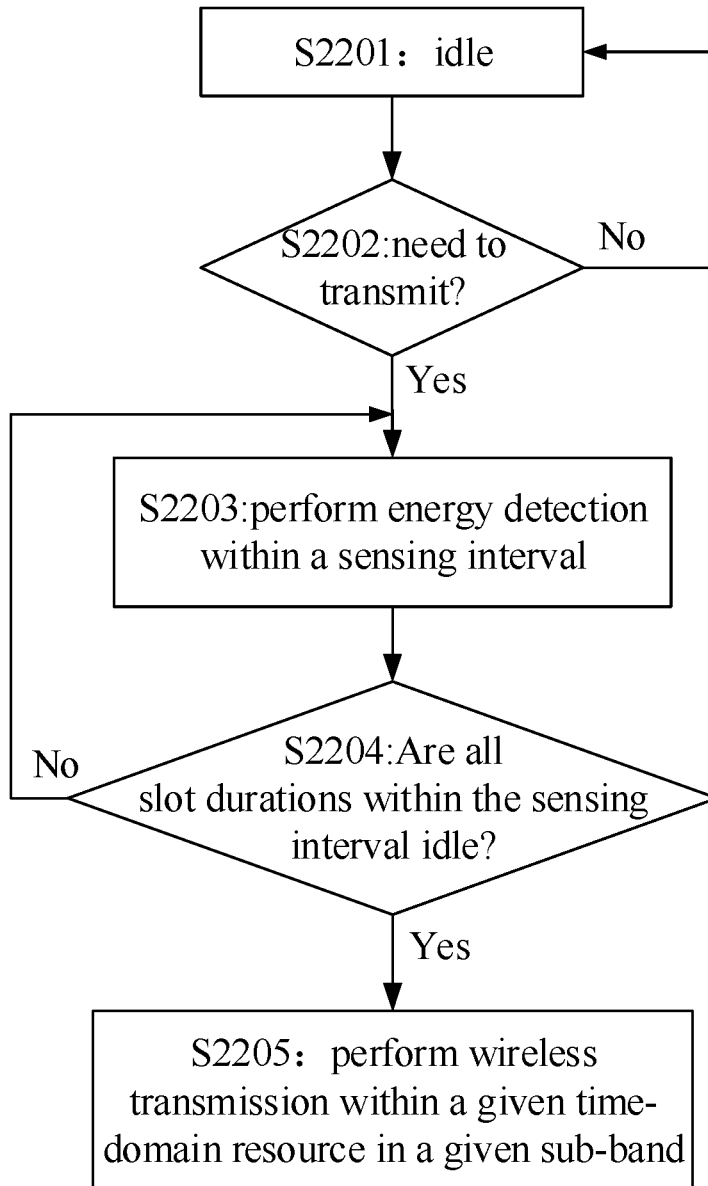 S2201：idle
S2202:need to
transmit?
No
Yes
S2203:perform energy detection
within a sensing interval
S2204:Are all
slot durations within the sensing
interval idle?
No
Yes
S2205：perform wireless
transmission within a given time-
domain resource in a given sub-band